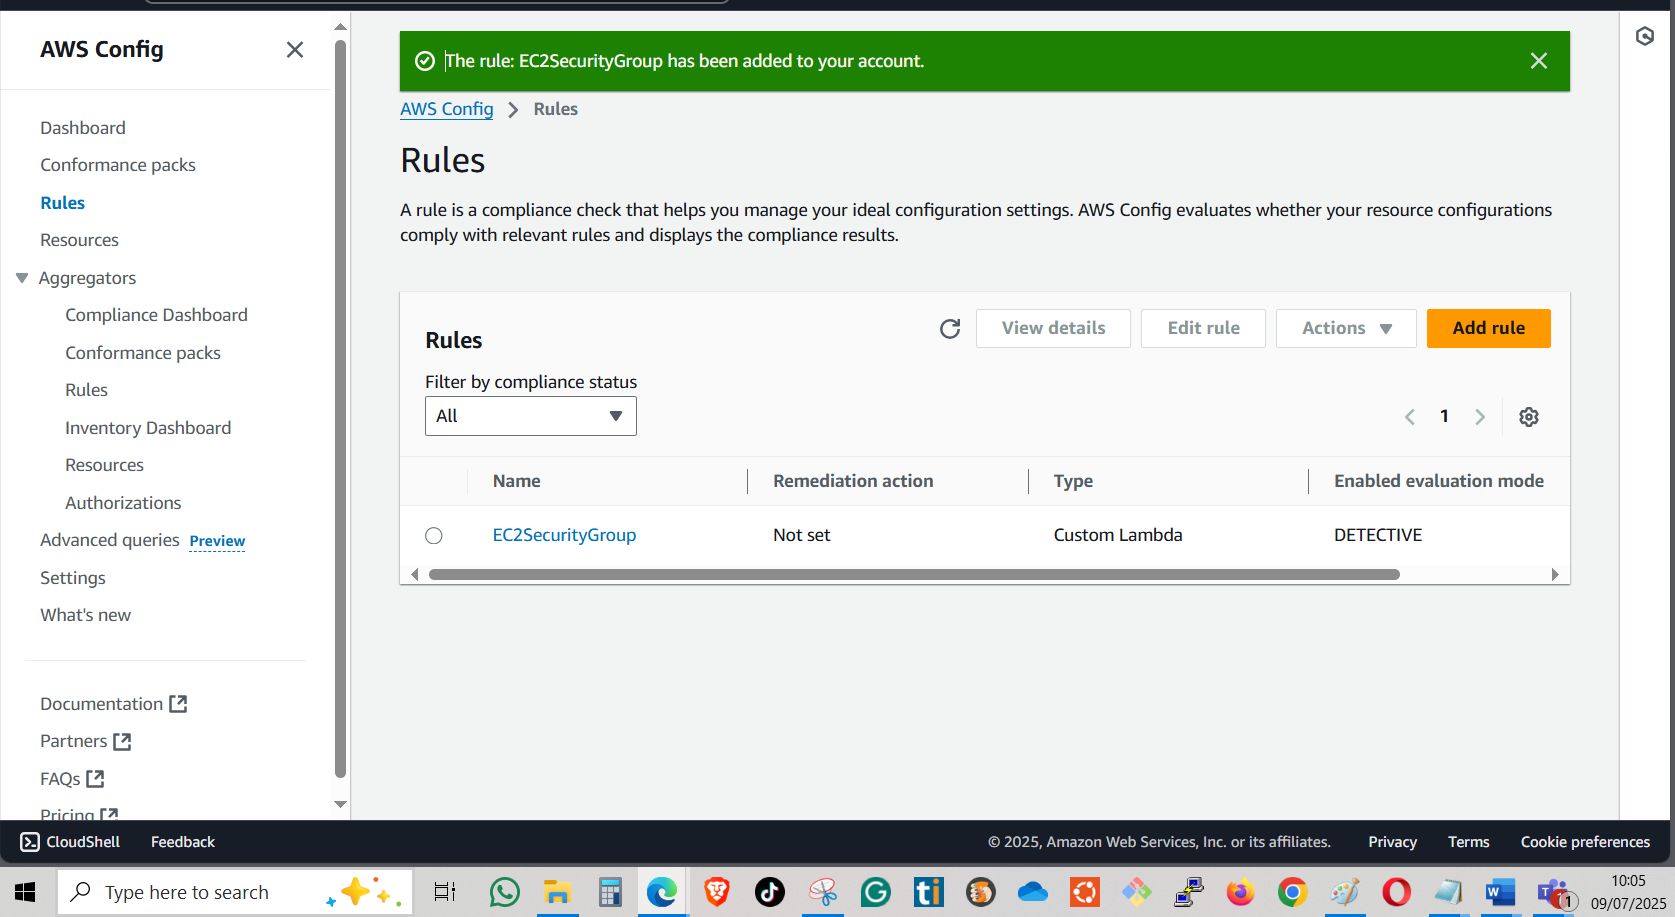 AWS Config
Dashboard
Conformance packs
Rules
Resources
Aggregators
Compliance Dashboard
Conformance packs
Rules
Inventory Dashboard
Resources
Authorizations
Advanced queries Preview
Settings
What's new
Documentation
Partners
FAQs
Pricing
The rule: EC2SecurityGroup has been added to your account.
AWS Config > Rules
Rules
A rule is a compliance check that helps you manage your ideal configuration settings. AWS Config evaluates whether your resource configurations
comply with relevant rules and displays the compliance results.
Rules
View details Edit rule Actions Add rule
Filter by compliance status
All
1
Name Remediation action Type Enabled evaluation mode
EC2SecurityGroup Not set Custom Lambda DETECTIVE
CloudShell Feedback © 2025, Amazon Web Services, Inc. or its affiliates. Privacy Terms Cookie preferences
Type here to search
ti
1
10:05
09/07/2025